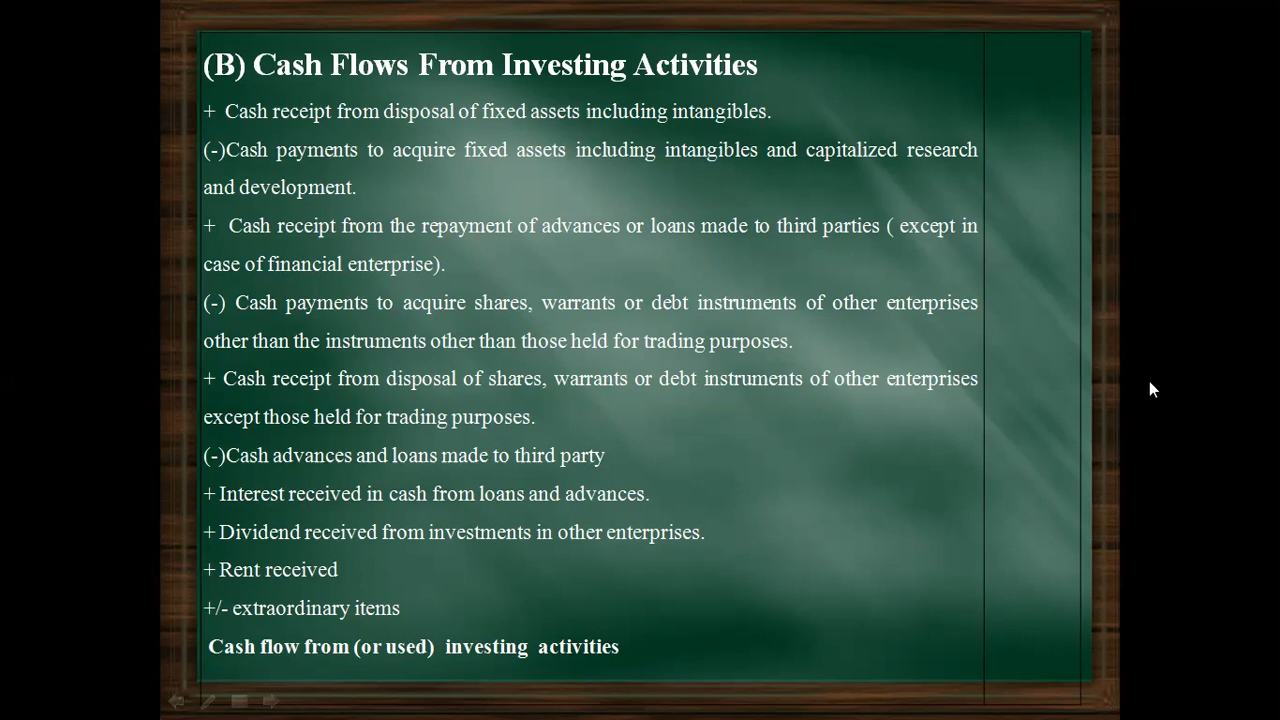 (B) Cash Flows From Investing Activities
+ Cash receipt from disposal of fixed assets including intangibles.
(-)Cash payments to acquire fixed assets including intangibles and capitalized research
and development.
+ Cash receipt from the repayment of advances or loans made to third parties ( except in
case of financial enterprise).
(-) Cash payments to acquire shares, warrants or debt instruments of other enterprises
other than the instruments other than those held for trading purposes.
+ Cash receipt from disposal of shares, warrants or debt instruments of other enterprises
except those held for trading purposes.
(-)Cash advances and loans made to third party
+ Interest received in cash from loans and advances.
+ Dividend received from investments in other enterprises.
+ Rent received
+/- extraordinary items
Cash flow from (or used) investing activities